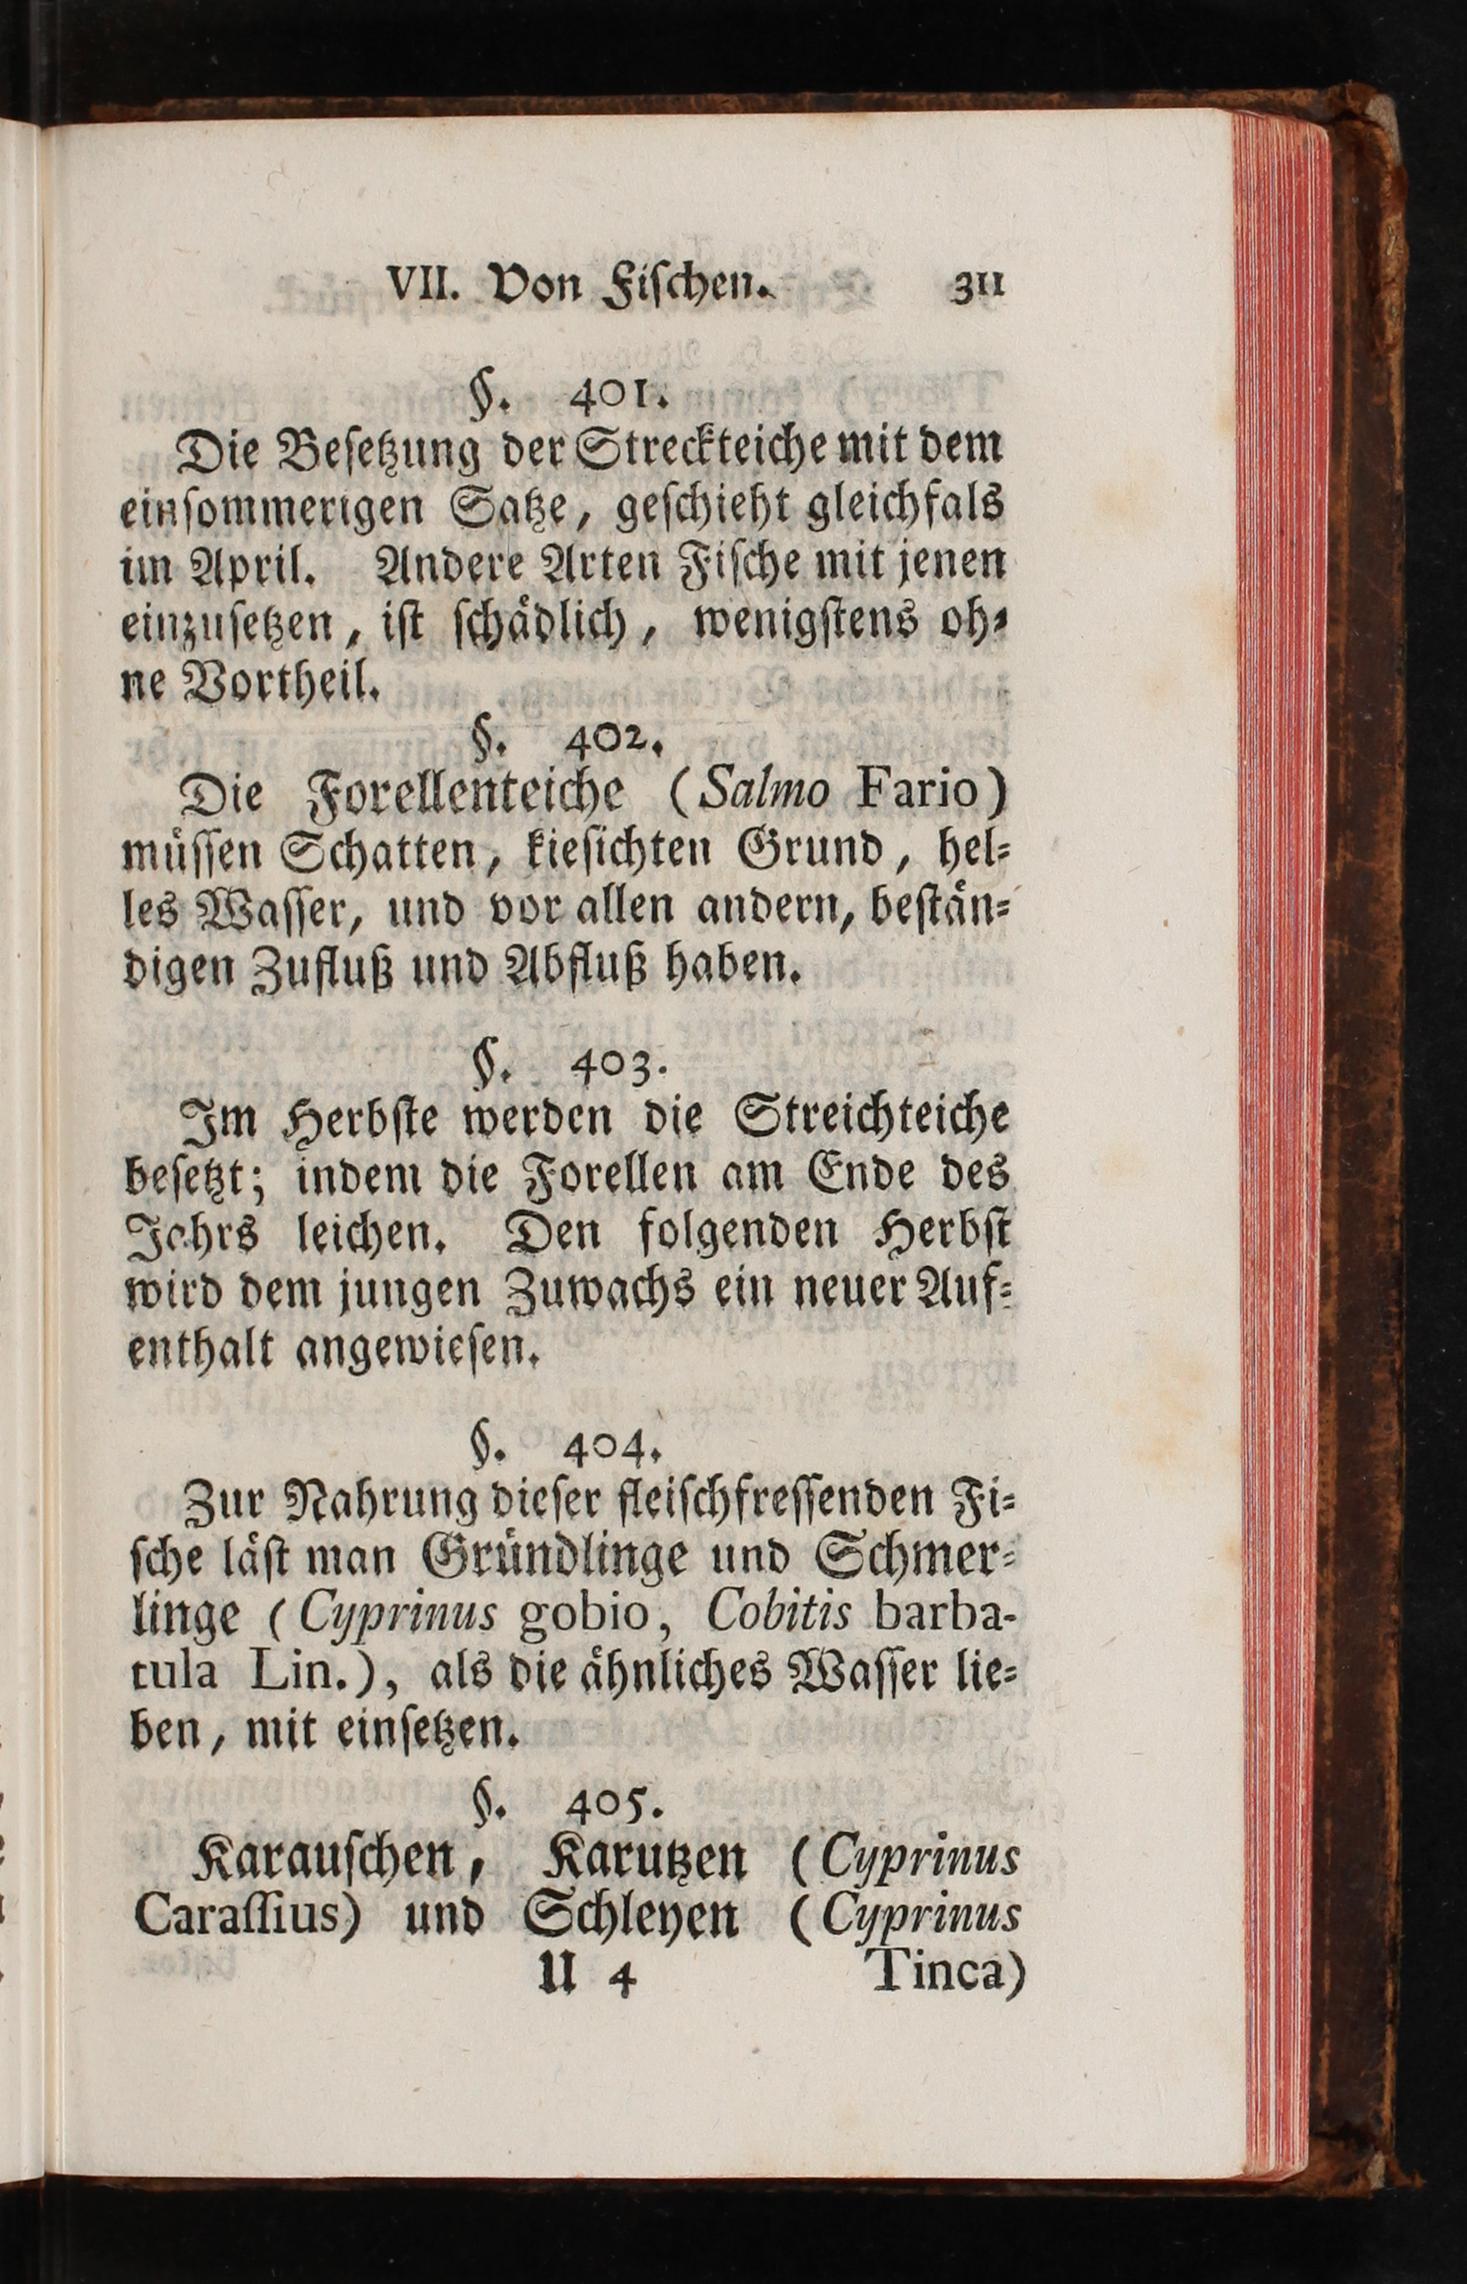 VII. Von Fiſchen. 311
§. 401.
Die Beſetzung der Streckteiche mit dem
einſommerigen Satze, geſchieht gleichfals
im April. Andere Arten Fiſche mit jenen
einzuſetzen, iſt ſchädlich, wenigſtens oh⸗
ne Vortheil.
§. 402.
Die Forellenteiche (Salmo Fario)
müſſen Schatten, kieſichten Grund, hel⸗
les Waſſer, und vor allen andern, beſtän⸗
digen Zufluß und Abfluß haben.
§. 403.
Im Herbſte werden die Streichteiche
beſetzt; indem die Forellen am Ende des
Jahrs leichen. Den folgenden Herbſt
wird dem jungen Zuwachs ein neuer Auf⸗
enthalt angewieſen.
§. 404.
Zur Nahrung dieſer fleiſchfreſſenden Fi⸗
ſche läſt man Gründlinge und Schmer⸗
linge (Cyprinus gobio, Cobitis barba-
tula Lin.), als die ähnliches Waſſer lie⸗
ben, mit einſetzen.
§. 405.
Karauſchen, Karutzen (Cyprinus
Caraſſius) und Schleyen (Cyprinus
U 4 Tinca)